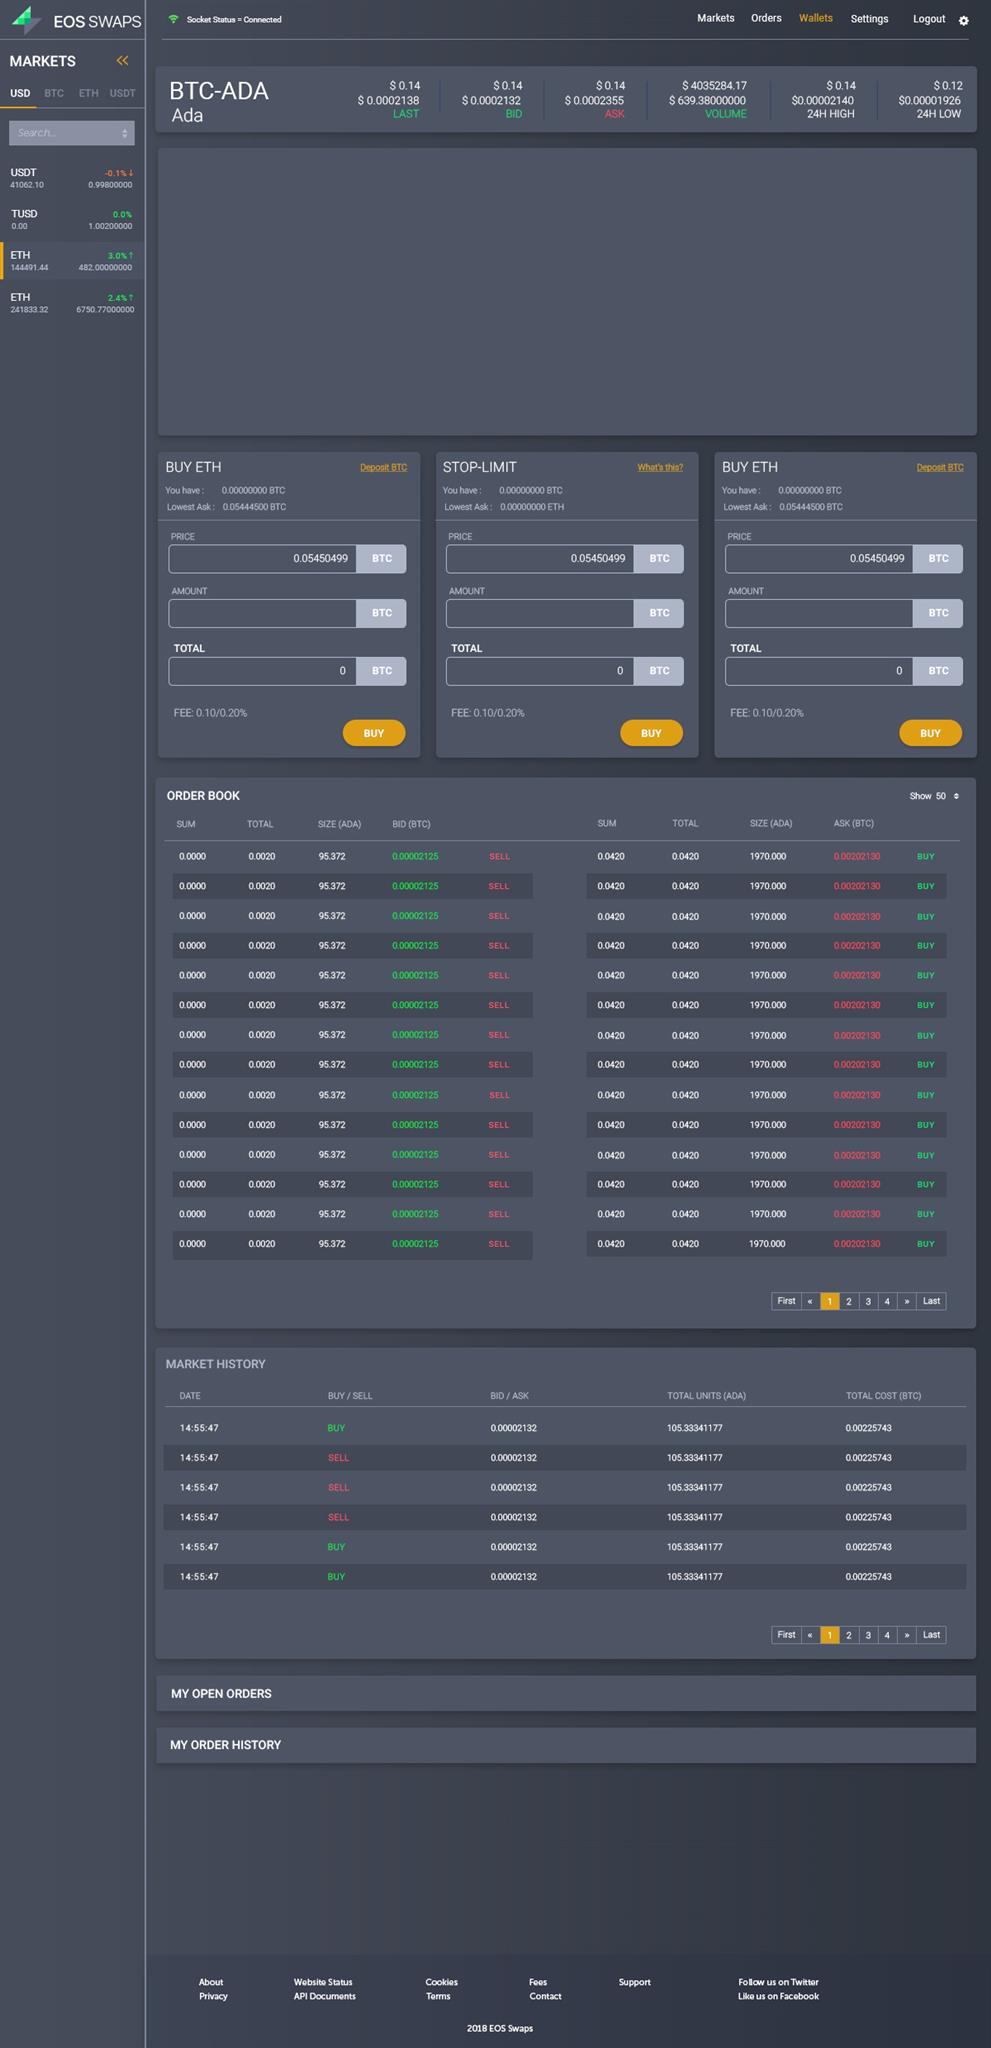 EOS SWAPS
Socket Status = Connected
Markets Orders Wallets Settings Logout
MARKETS
USD BTC ETH USDT
Search...
USDT -0.1%↓
41062.10 0.99800000
TUSD 0.0%
0.00 1.00200000
ETH 3.0%↑
144491.44 482.00000000
ETH 2.4%↑
241833.32 6750.77000000
BTC-ADA
Ada
$ 0.14 $ 0.14 $ 0.14 $ 4035284.17 $ 0.14 $ 0.12
$ 0.0002138 $ 0.0002132 $ 0.0002355 $ 639.38000000 $0.00002140 $0.00001926
LAST BID ASK VOLUME 24H HIGH 24H LOW
BUY ETH Deposit BTC
You have : 0.00000000 BTC
Lowest Ask : 0.05444500 BTC
PRICE
0.05450499 BTC
AMOUNT
BTC
TOTAL
0 BTC
FEE: 0.10/0.20%
BUY
STOP-LIMIT What's this?
You have : 0.00000000 BTC
Lowest Ask : 0.00000000 ETH
PRICE
0.05450499 BTC
AMOUNT
BTC
TOTAL
0 BTC
FEE: 0.10/0.20%
BUY
BUY ETH Deposit BTC
You have : 0.00000000 BTC
Lowest Ask : 0.05444500 BTC
PRICE
0.05450499 BTC
AMOUNT
BTC
TOTAL
0 BTC
FEE: 0.10/0.20%
BUY
ORDER BOOK Show 50
SUM TOTAL SIZE (ADA) BID (BTC) SUM TOTAL SIZE (ADA) ASK (BTC)
0.0000 0.0020 95.372 0.00002125 SELL 0.0420 0.0420 1970.000 0.00202130 BUY
0.0000 0.0020 95.372 0.00002125 SELL 0.0420 0.0420 1970.000 0.00202130 BUY
0.0000 0.0020 95.372 0.00002125 SELL 0.0420 0.0420 1970.000 0.00202130 BUY
0.0000 0.0020 95.372 0.00002125 SELL 0.0420 0.0420 1970.000 0.00202130 BUY
0.0000 0.0020 95.372 0.00002125 SELL 0.0420 0.0420 1970.000 0.00202130 BUY
0.0000 0.0020 95.372 0.00002125 SELL 0.0420 0.0420 1970.000 0.00202130 BUY
0.0000 0.0020 95.372 0.00002125 SELL 0.0420 0.0420 1970.000 0.00202130 BUY
0.0000 0.0020 95.372 0.00002125 SELL 0.0420 0.0420 1970.000 0.00202130 BUY
0.0000 0.0020 95.372 0.00002125 SELL 0.0420 0.0420 1970.000 0.00202130 BUY
0.0000 0.0020 95.372 0.00002125 SELL 0.0420 0.0420 1970.000 0.00202130 BUY
0.0000 0.0020 95.372 0.00002125 SELL 0.0420 0.0420 1970.000 0.00202130 BUY
0.0000 0.0020 95.372 0.00002125 SELL 0.0420 0.0420 1970.000 0.00202130 BUY
0.0000 0.0020 95.372 0.00002125 SELL 0.0420 0.0420 1970.000 0.00202130 BUY
0.0000 0.0020 95.372 0.00002125 SELL 0.0420 0.0420 1970.000 0.00202130 BUY
First « 1 2 3 4 » Last
MARKET HISTORY
DATE BUY / SELL BID / ASK TOTAL UNITS (ADA) TOTAL COST (BTC)
14:55:47 BUY 0.00002132 105.33341177 0.00225743
14:55:47 SELL 0.00002132 105.33341177 0.00225743
14:55:47 SELL 0.00002132 105.33341177 0.00225743
14:55:47 SELL 0.00002132 105.33341177 0.00225743
14:55:47 BUY 0.00002132 105.33341177 0.00225743
14:55:47 BUY 0.00002132 105.33341177 0.00225743
First « 1 2 3 4 » Last
MY OPEN ORDERS
MY ORDER HISTORY
About Website Status Cookies Fees Support Follow us on Twitter
Privacy API Documents Terms Contact Like us on Facebook
2018 EOS Swaps